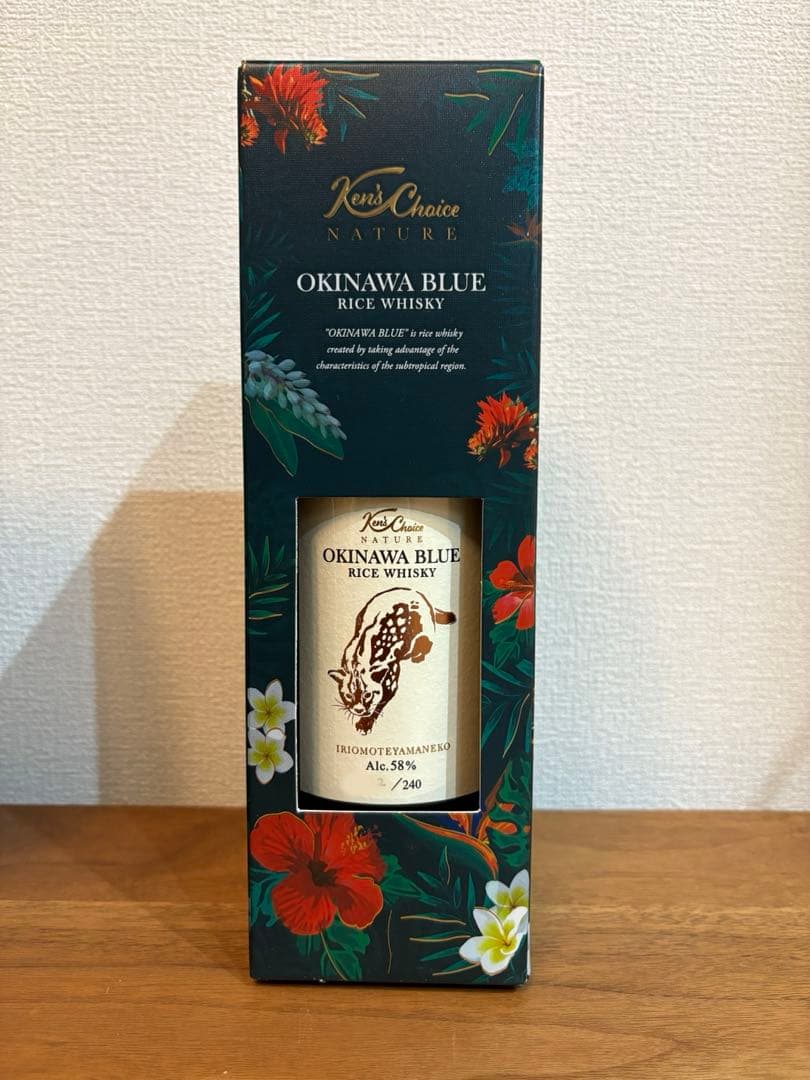 Ken's Choice
NATURE
OKINAWA BLUE
RICE WHISKY
"OKINAWA BLUE" is rice whisky
created by taking advantage of the
characteristics of the subtropical region.
Ken's Choice
NATURE
OKINAWA BLUE
RICE WHISKY
IRIOMOTEYAMANEKO
Alc. 58%
/240